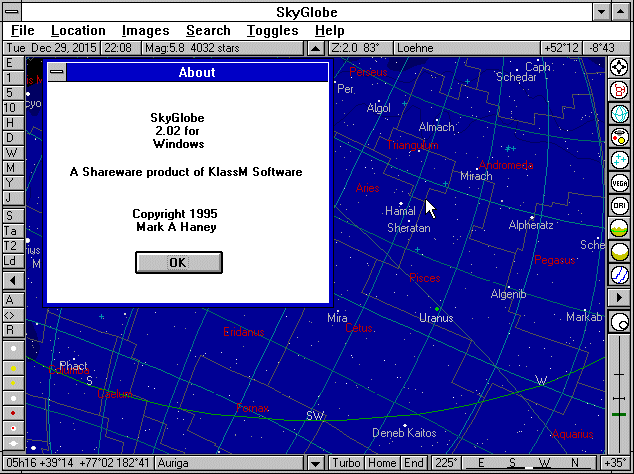 SkyGlobe
File Location Images Search Toggles Help
Tue Dec 29, 2015 22:08 Mag:5.8 4032 stars Z:2.0 83° Loehne +52°12 -8°43
E
1
5
10
H
D
W
M
Y
J
S
Ta
T2
Ld
A
<>
R
About
SkyGlobe
2.02 for
Windows
A Shareware product of KlassM Software
Copyright 1995
Mark A Haney
OK
Perseus
Caph
Schedar
Per
Algol
Almach
Triangulum
Andromeda
Mirach
Aries
VEGA
Hamal
ORI
Sheratan
Alpheratz
Sche
Pegasus
Pisces
Algenib
Mira
Uranus
Markab
Cetus
Eridanus
Phact
S
W
SW
Deneb Kaitos
Aquarius
05h16 +39°14 +77°02 182°41 Auriga Turbo Home End 225° E S W N +35°